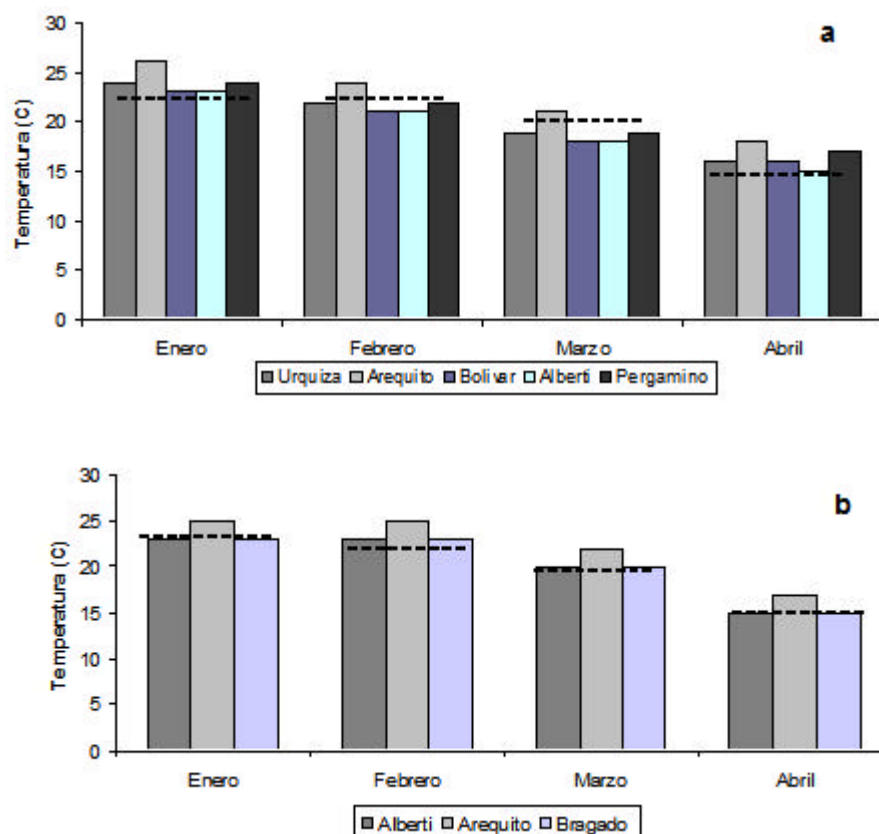 a
Temperatura (C)
30
25
20
15
10
5
0
Enero Febrero Marzo Abril
Urquiza Arequito Bolivar Alberti Pergamino
b
Temperatura (C)
30
25
20
15
10
5
0
Enero Febrero Marzo Abril
Alberti Arequito Bragado